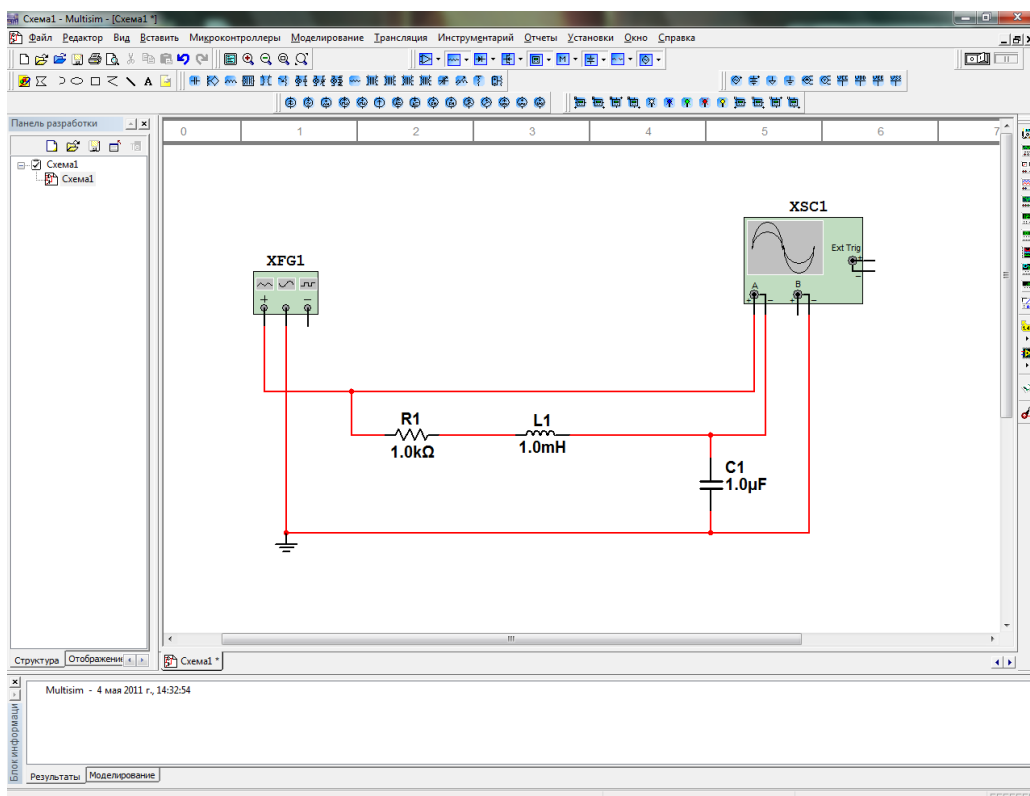 Схема1 - Multisim - [Схема1 *]
Файл Редактор Вид Вставить Микроконтроллеры Моделирование Трансляция Инструментарий Отчеты Установки Окно Справка
Панель разработки
Схема1
Схема1
0 1 2 3 4 5 6 7
XSC1
Ext Trig
+
−
A B
+ − + −
XFG1
+ −
R1
1.0kΩ
L1
1.0mH
C1
1.0µF
Структура Отображение
Схема1 *
Multisim - 4 мая 2011 г., 14:32:54
Блок информаци
Результаты Моделирование